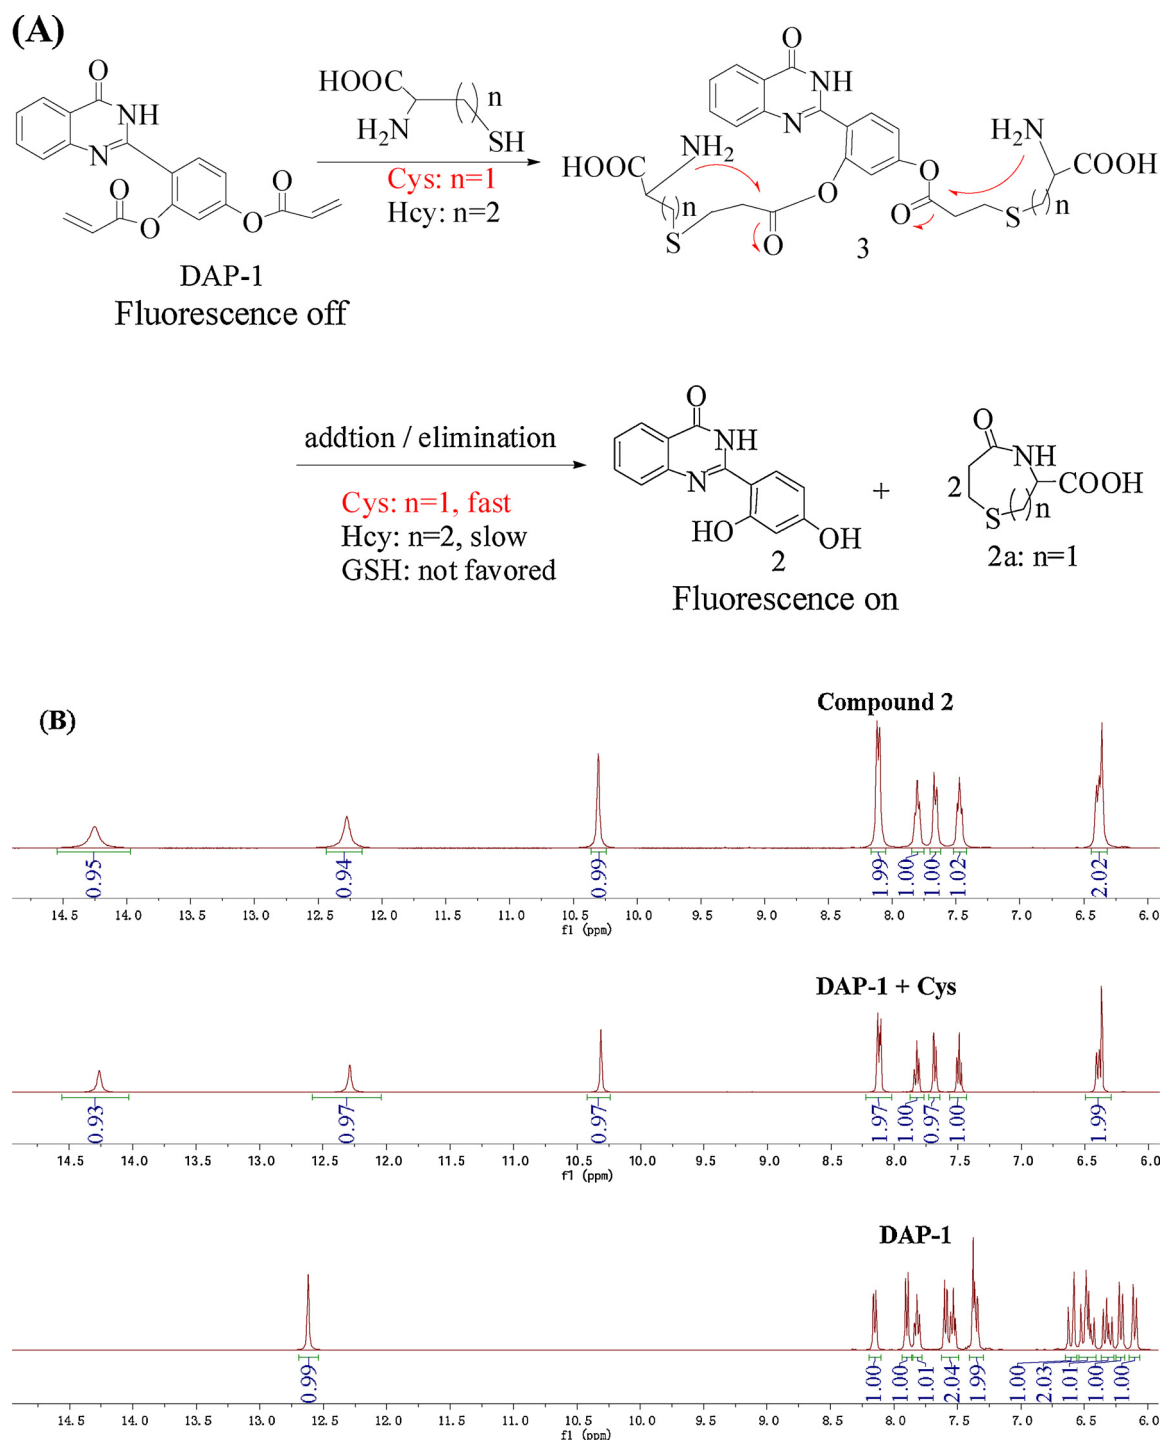 (A)
O
NH
N
O
O
O
O
DAP-1
Fluorescence off
HOOC
H2N
n
SH
Cys: n=1
Hcy: n=2
O
NH
N
HOOC
NH2
n
S
O
O
O
O
S
n
H2N
COOH
3
addtion / elimination
Cys: n=1, fast
Hcy: n=2, slow
GSH: not favored
O
NH
N
HO
OH
2
Fluorescence on
+
O
NH
2
COOH
S
n
2a: n=1
(B)
Compound 2
0.95 0.94 0.99 1.99 1.00 1.00 1.02 2.02
14.5 14.0 13.5 13.0 12.5 12.0 11.5 11.0 10.5 10.0 9.5 9.0 8.5 8.0 7.5 7.0 6.5 6.0
f1 (ppm)
DAP-1 + Cys
0.93 0.97 0.97 1.97 1.00 0.97 1.00 1.99
14.5 14.0 13.5 13.0 12.5 12.0 11.5 11.0 10.5 10.0 9.5 9.0 8.5 8.0 7.5 7.0 6.5 6.0
f1 (ppm)
DAP-1
0.99 1.00 1.00 1.01 2.04 1.99 1.00 2.03 1.01 1.00 1.00
14.5 14.0 13.5 13.0 12.5 12.0 11.5 11.0 10.5 10.0 9.5 9.0 8.5 8.0 7.5 7.0 6.5 6.0
f1 (ppm)